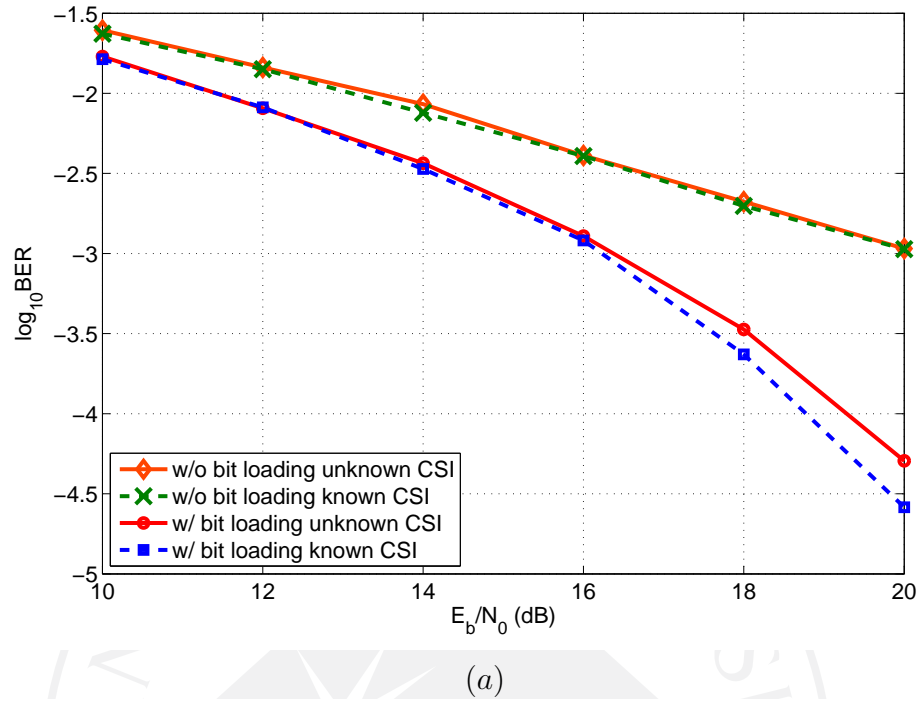 −1.5
−2
−2.5
−3
−3.5
−4
−4.5
−5
log10BER
w/o bit loading unknown CSI
w/o bit loading known CSI
w/ bit loading unknown CSI
w/ bit loading known CSI
10 12 14 16 18 20
Eb/N0 (dB)
(a)